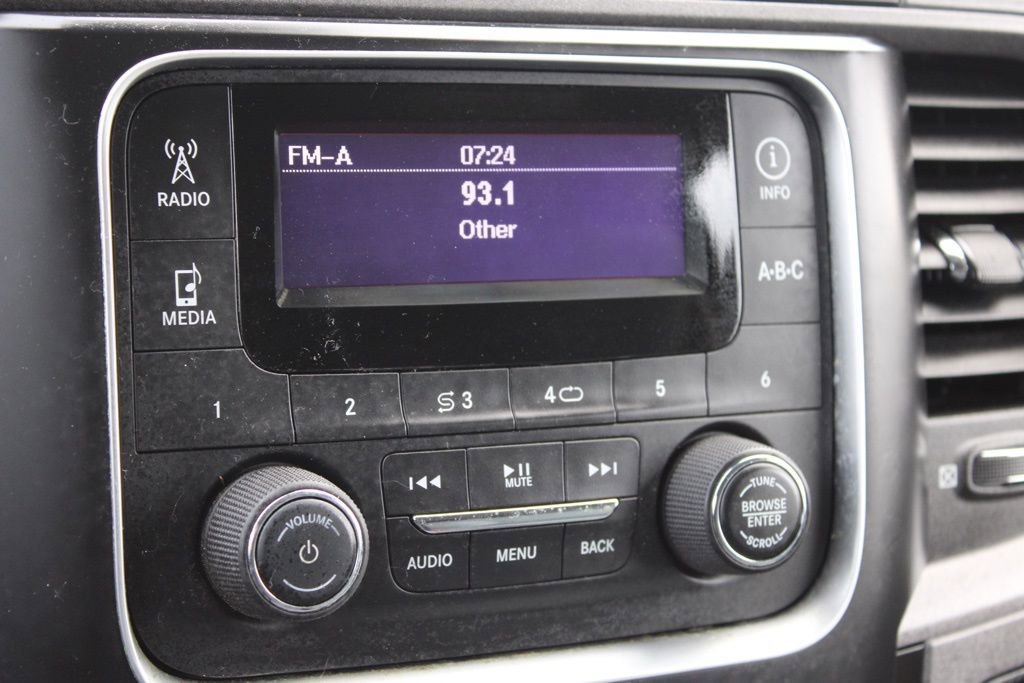 FM-A 07:24
93.1
Other
RADIO
MEDIA
i
INFO
A•B•C
1 2 3 4 5 6
MUTE
AUDIO MENU BACK
VOLUME
TUNE
BROWSE
ENTER
SCROLL